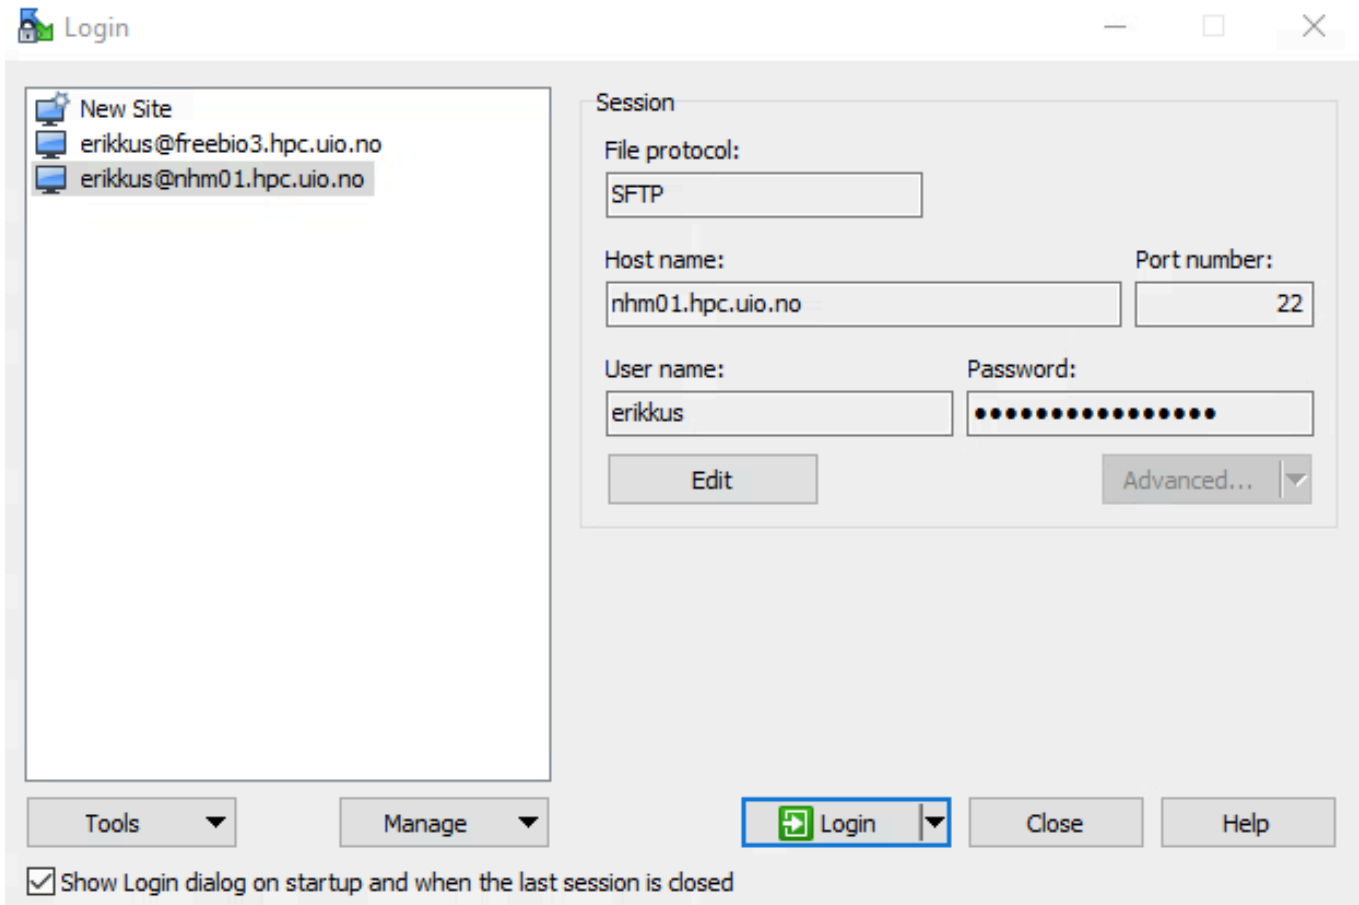 Login
New Site
erikkus@freebio3.hpc.uio.no
erikkus@nhm01.hpc.uio.no
Session
File protocol:
SFTP
Host name:
Port number:
nhm01.hpc.uio.no
22
User name:
Password:
erikkus
••••••••••••••••
Edit
Advanced...
Tools
Manage
Login
Close
Help
Show Login dialog on startup and when the last session is closed